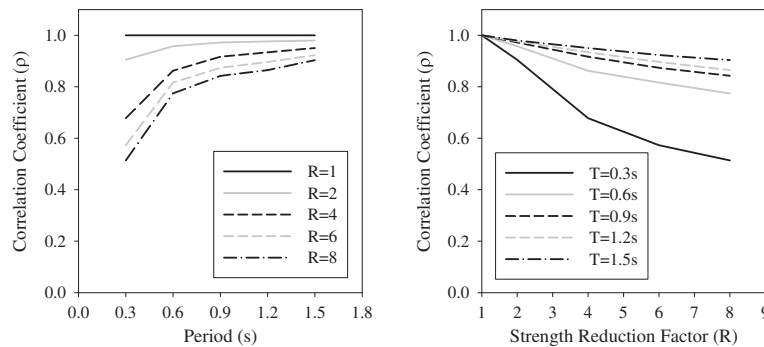 Correlation Coefficient (ρ)
1.0
0.8
0.6
0.4
0.2
0.0
R=1
R=2
R=4
R=6
R=8
0.0 0.3 0.6 0.9 1.2 1.5 1.8
Period (s)
Correlation Coefficient (ρ)
1.0
0.8
0.6
0.4
0.2
0.0
T=0.3s
T=0.6s
T=0.9s
T=1.2s
T=1.5s
1 2 3 4 5 6 7 8 9
Strength Reduction Factor (R)